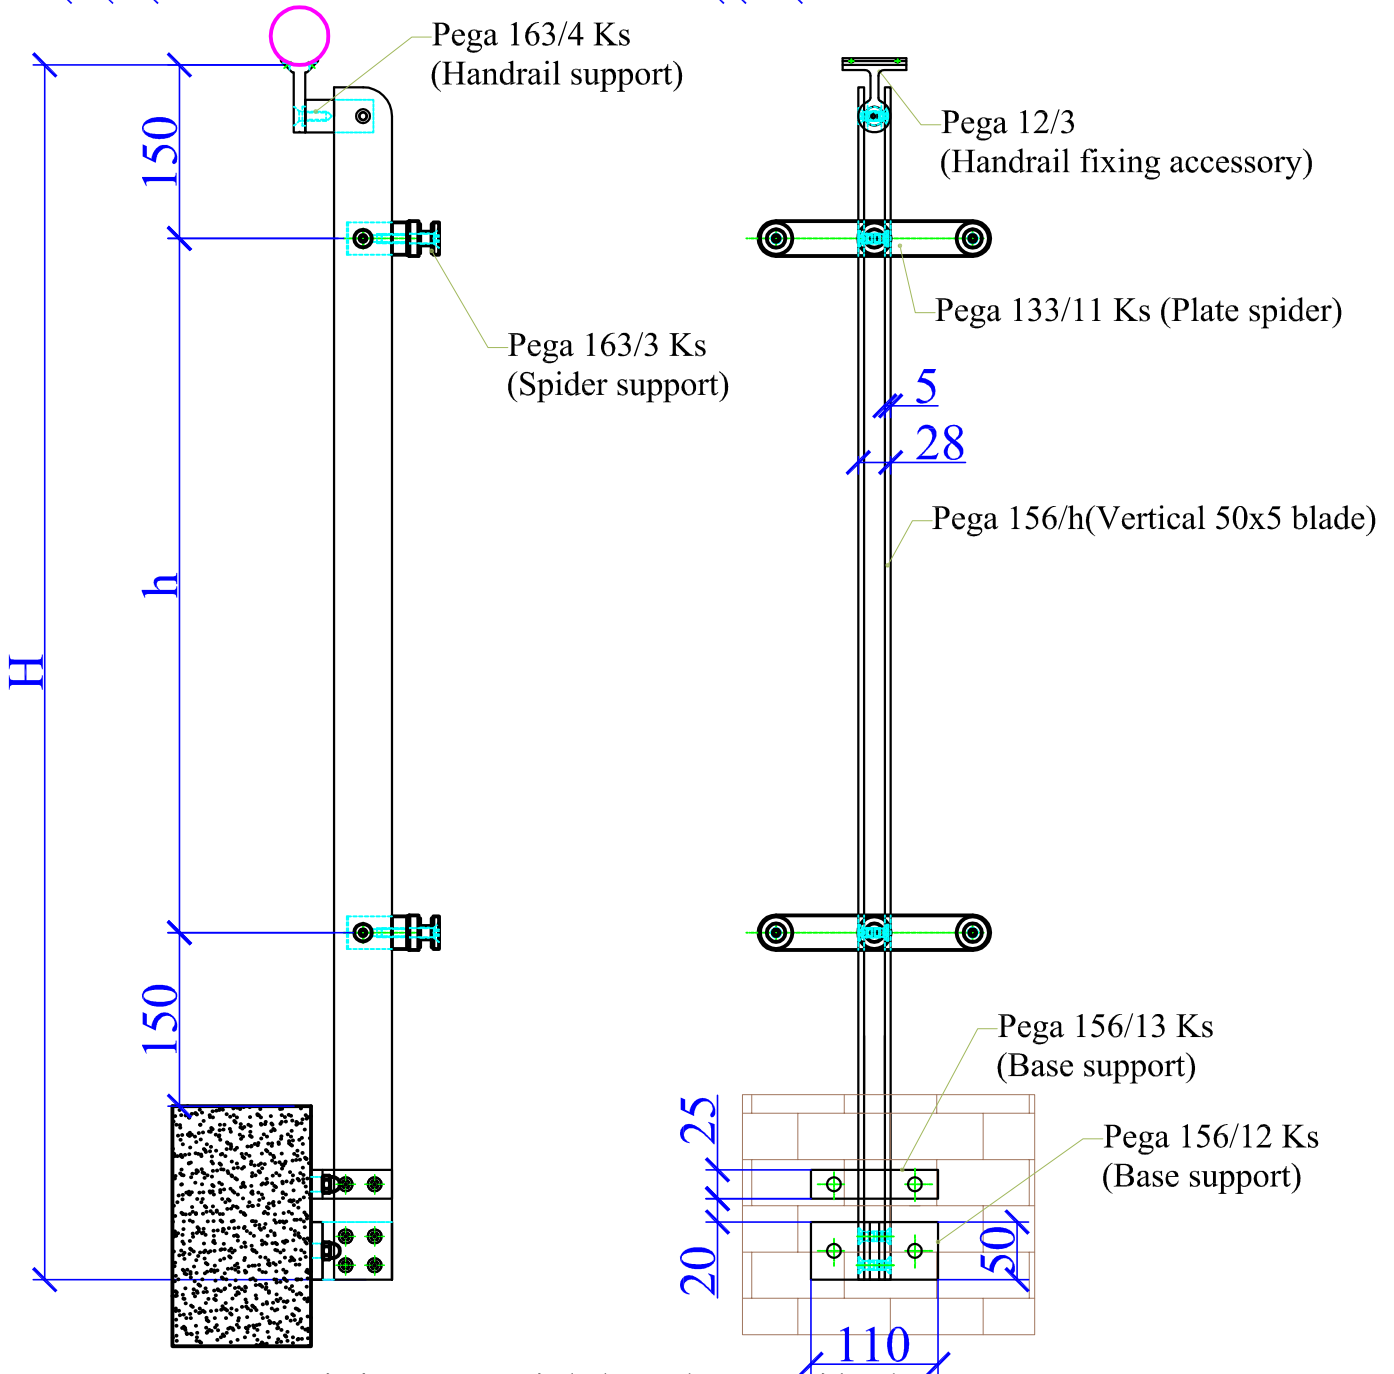 Pega 163/4 Ks
(Handrail support)
Pega 12/3
(Handrail fixing accessory)
150
Pega 133/11 Ks (Plate spider)
Pega 163/3 Ks
(Spider support)
5
28
Pega 156/h(Vertical 50x5 blade)
h
H
150
Pega 156/13 Ks
(Base support)
25
Pega 156/12 Ks
(Base support)
20
50
110